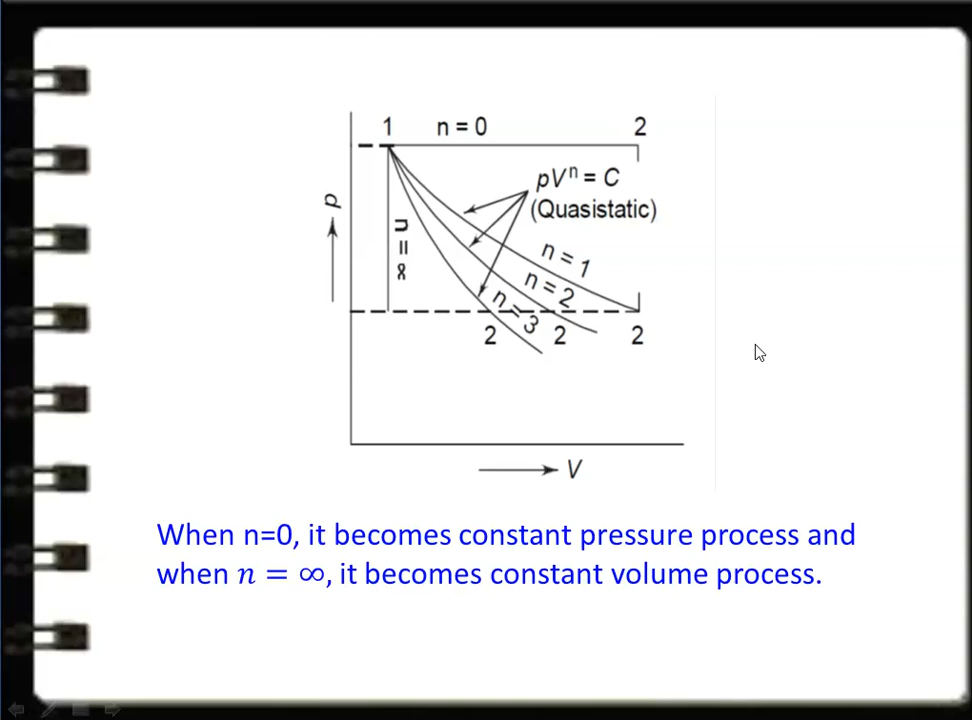 1 n = 0 2
pVⁿ = C
(Quasistatic)
p
n = ∞
n = 1
n = 2
n = 3
2 2 2
V
When n=0, it becomes constant pressure process and
when n = ∞, it becomes constant volume process.